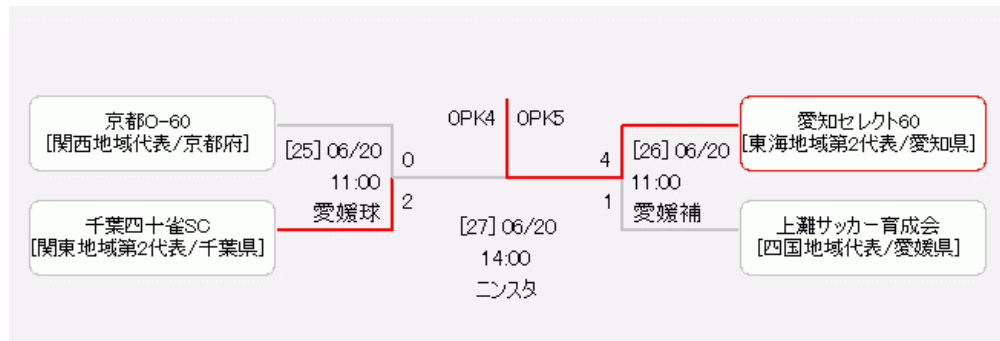 京都O-60
[関西地域代表/京都府]
[25] 06/20
11:00
愛媛球
0
2
千葉四十雀SC
[関東地域第2代表/千葉県]
0PK4
0PK5
[27] 06/20
14:00
ニンスタ
4
1
[26] 06/20
11:00
愛媛補
愛知セレクト60
[東海地域第2代表/愛知県]
上灘サッカー育成会
[四国地域代表/愛媛県]